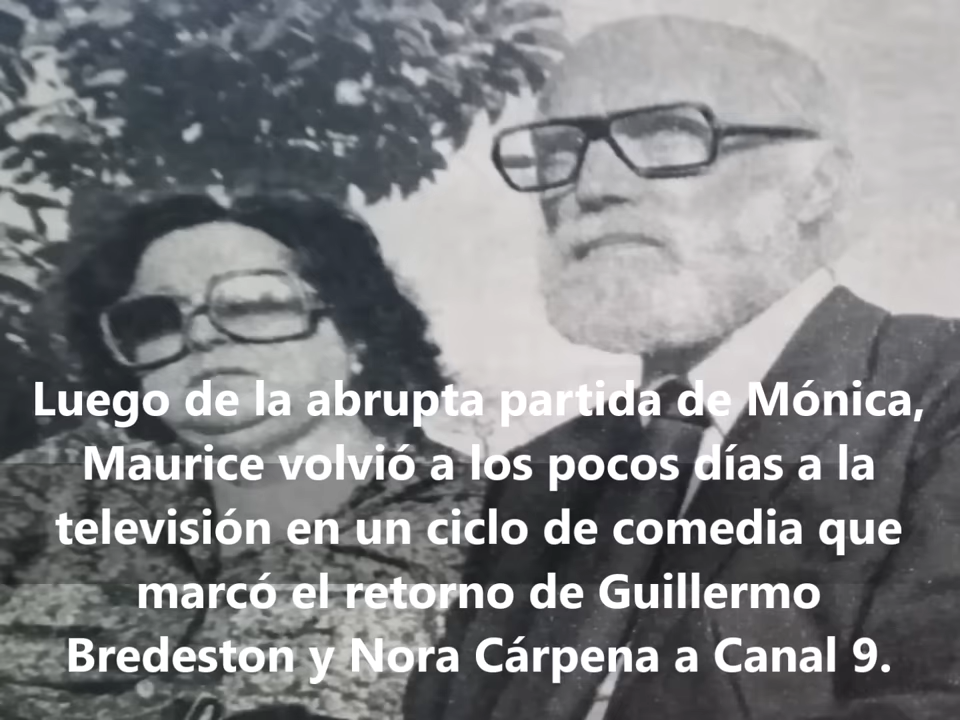 Luego de la abrupta partida de Mónica,
Maurice volvió a los pocos días a la
televisión en un ciclo de comedia que
marcó el retorno de Guillermo
Bredeston y Nora Cárpena a Canal 9.